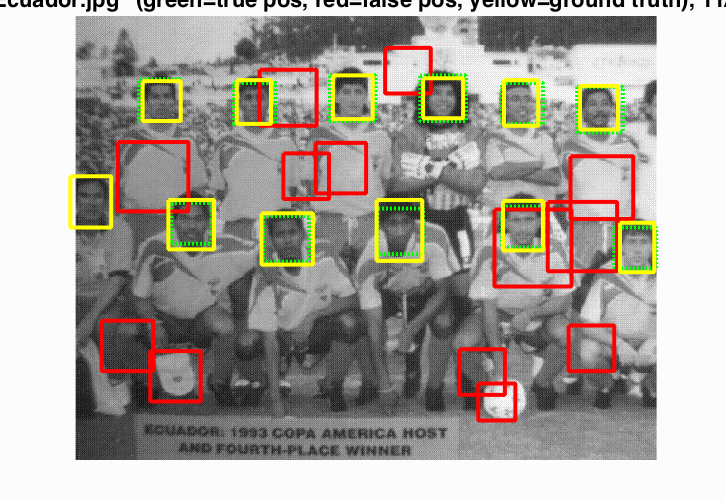 Ecuador.jpg" (green=true pos, red=false pos, yellow=ground truth),
ECUADOR: 1993 COPA AMERICA HOST
AND FOURTH-PLACE WINNER